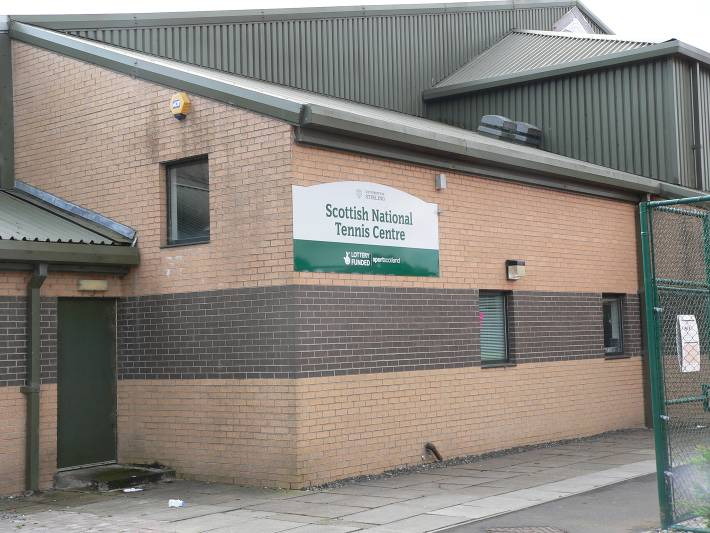 UNIVERSITY OF
STIRLING
Scottish National
Tennis Centre
LOTTERY
FUNDED
sportscotland